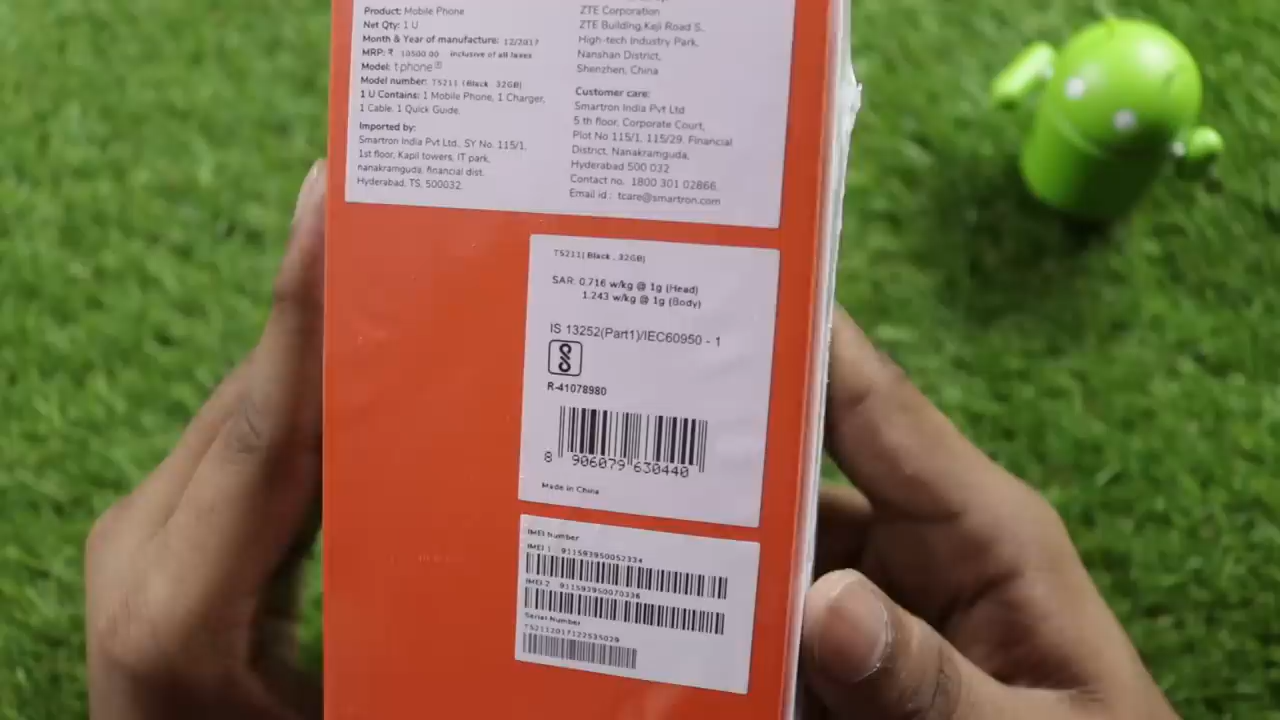 Product: Mobile Phone
Net Qty: 1 U
Month & Year of manufacture: 12/2017
MRP: ₹ 10500.00 inclusive of all taxes
Model: t phone
Model number: T5211 (Black, 32GB)
1 U Contains: 1 Mobile Phone, 1 Charger,
1 Cable, 1 Quick Guide.
Imported by:
Smartron India Pvt Ltd., SY No. 115/1,
1st floor, Kapil towers, IT park,
nanakramguda, financial dist.
Hyderabad, TS, 500032.
ZTE Corporation
ZTE Building,Keji Road S.,
High-tech Industry Park,
Nanshan District,
Shenzhen, China
Customer care:
Smartron India Pvt Ltd
5 th floor, Corporate Court,
Plot No 115/1, 115/29. Financial
District, Nanakramguda,
Hyderabad 500 032
Contact no. 1800 301 02866.
Email id : tcare@smartron.com
T5211( Black , 32GB)
SAR: 0.716 w/kg @ 1g (Head)
1.243 w/kg @ 1g (Body)
IS 13252(Part1)/IEC60950 - 1
R-41078980
8 906079 630440
Made in China
IMEI Number
IMEI 1 911593950052334
IMEI 2 911593950070336
Serial Number
T52112017122535029